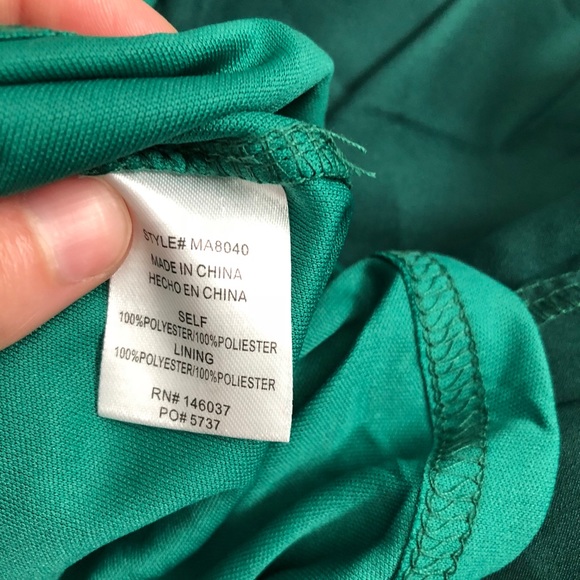 STYLE# MA8040
MADE IN CHINA
HECHO EN CHINA
SELF
100%POLYESTER/100%POLIESTER
LINING
100%POLYESTER/100%POLIESTER
RN# 146037
PO# 5737